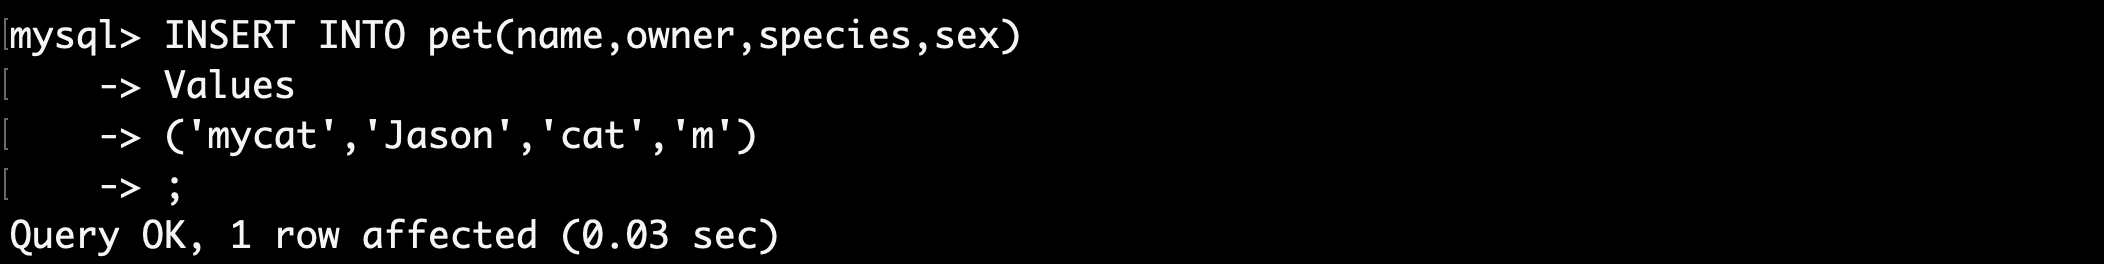 mysql> INSERT INTO pet(name,owner,species,sex)
    -> Values
    -> ('mycat','Jason','cat','m')
    -> ;
Query OK, 1 row affected (0.03 sec)